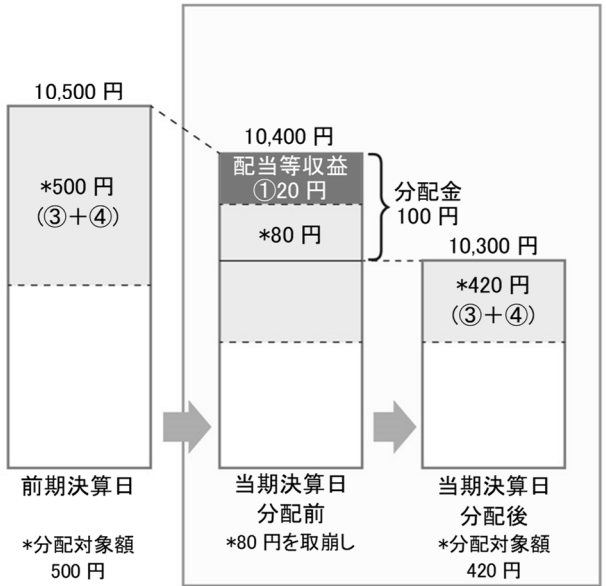 10,500 円
*500 円
(③+④)
前期決算日
*分配対象額
500 円
10,400 円
配当等収益
①20 円
*80 円
分配金
100 円
当期決算日
分配前
*80 円を取崩し
10,300 円
*420 円
(③+④)
当期決算日
分配後
*分配対象額
420 円